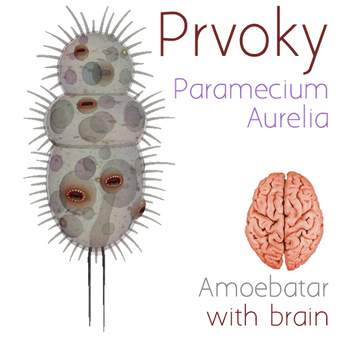 Prvoky
Paramecium
Aurelia
Amoebatar
with brain